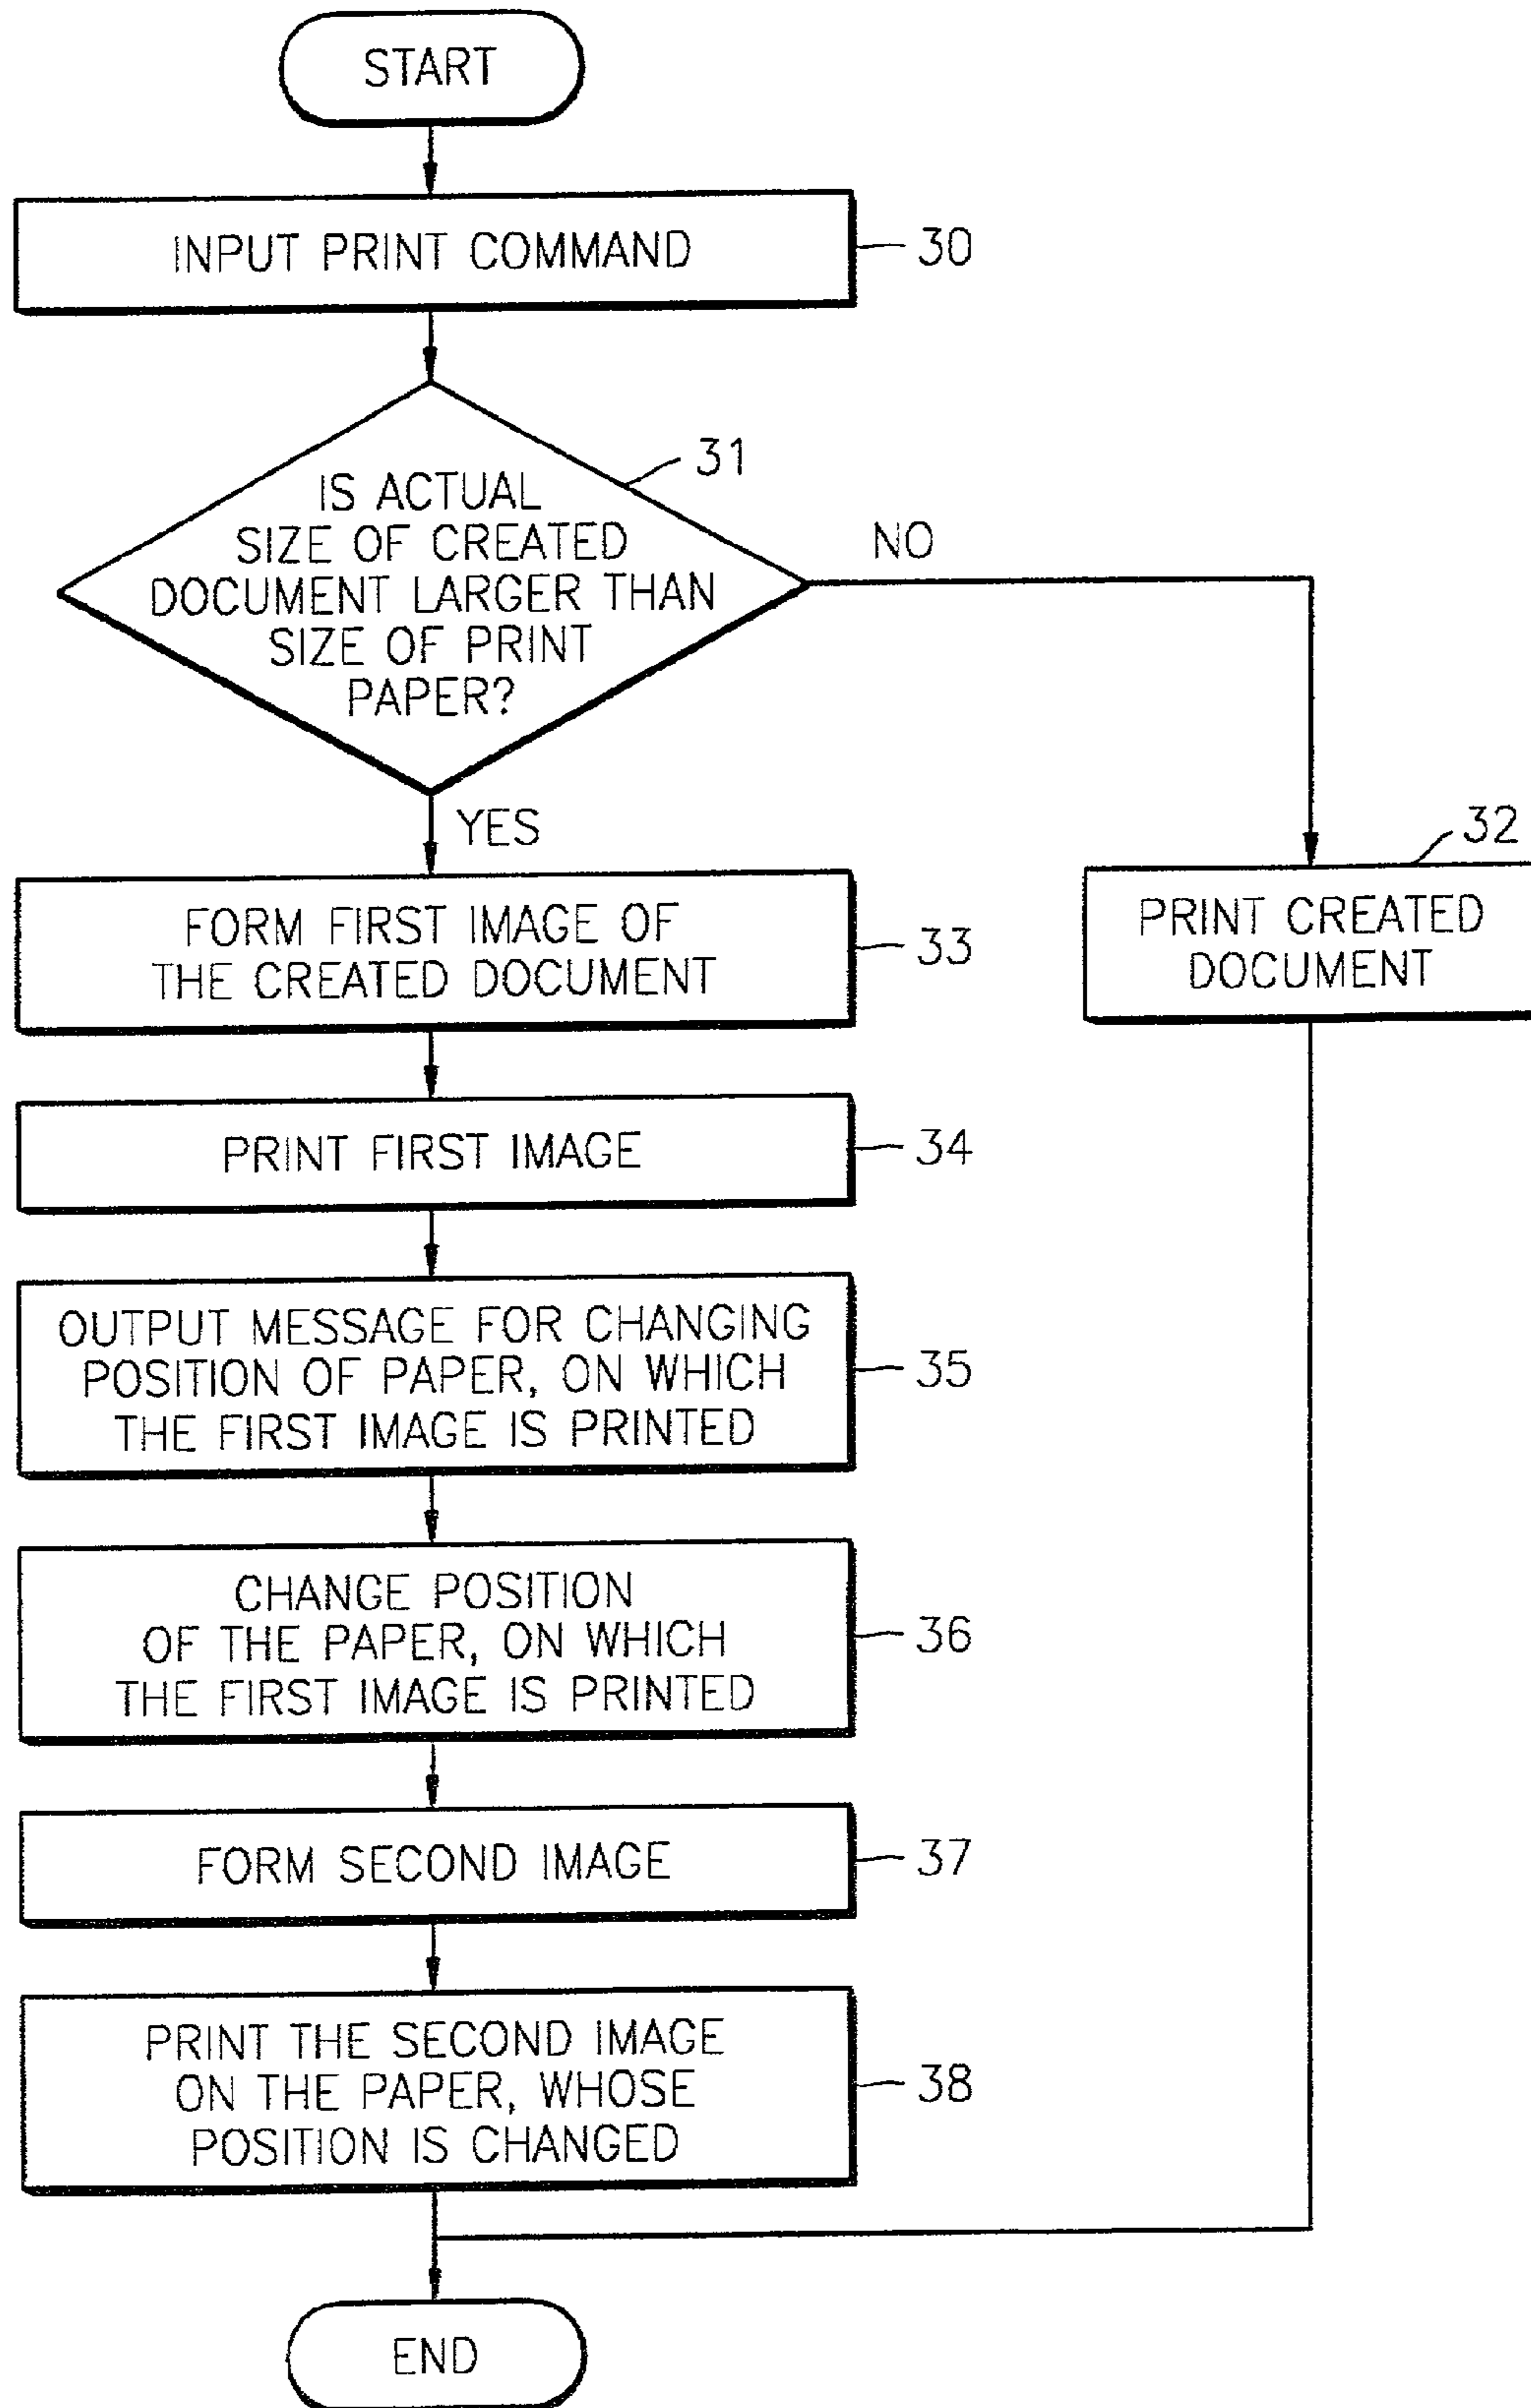 START
INPUT PRINT COMMAND
30
31
IS ACTUAL
SIZE OF CREATED
DOCUMENT LARGER THAN
SIZE OF PRINT
PAPER?
NO
YES
32
PRINT CREATED
DOCUMENT
FORM FIRST IMAGE OF
THE CREATED DOCUMENT
33
PRINT FIRST IMAGE
34
OUTPUT MESSAGE FOR CHANGING
POSITION OF PAPER, ON WHICH
THE FIRST IMAGE IS PRINTED
35
CHANGE POSITION
OF THE PAPER, ON WHICH
THE FIRST IMAGE IS PRINTED
36
FORM SECOND IMAGE
37
PRINT THE SECOND IMAGE
ON THE PAPER, WHOSE
POSITION IS CHANGED
38
END